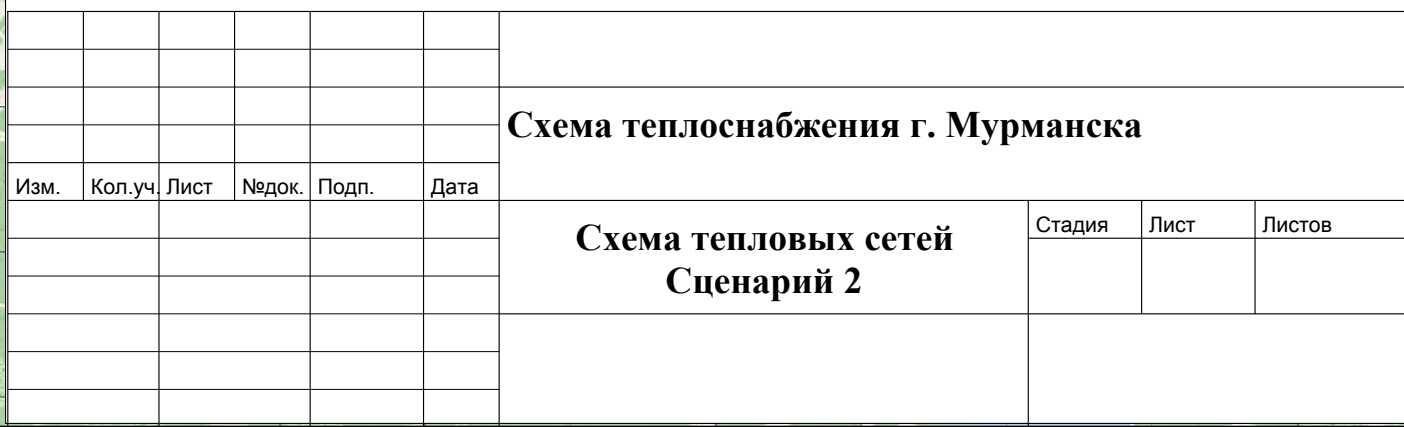 Схема теплоснабжения г. Мурманска
Изм. Кол.уч. Лист №док. Подп. Дата
Схема тепловых сетей
Сценарий 2
Стадия Лист Листов